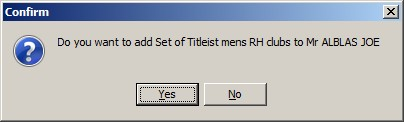 Confirm
Do you want to add Set of Titleist mens RH clubs to Mr ALBLAS JOE
Yes
No